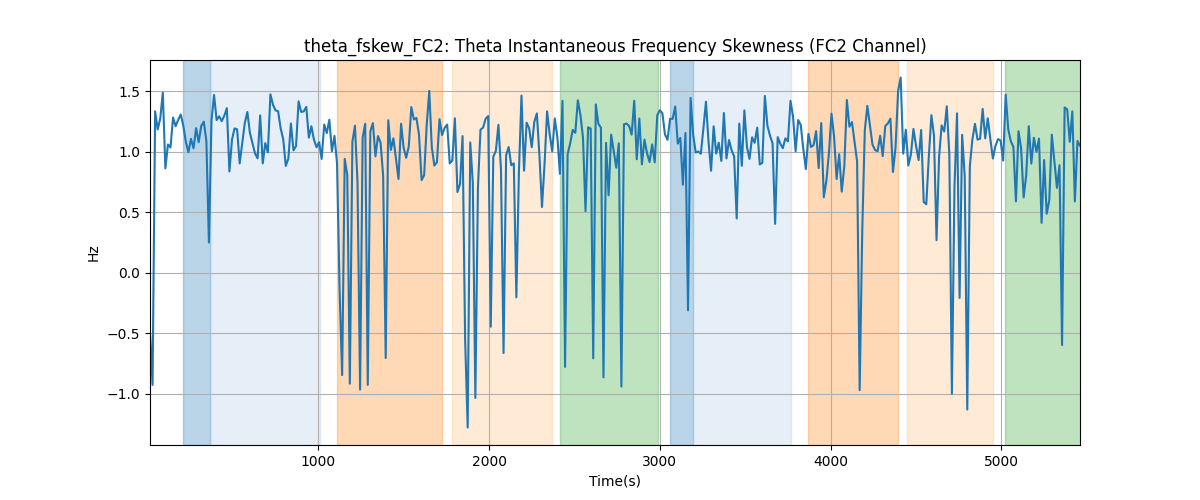 theta_fskew_FC2: Theta Instantaneous Frequency Skewness (FC2 Channel)
1.5
1.0
0.5
0.0
−0.5
−1.0
Hz
1000 2000 3000 4000 5000
Time(s)